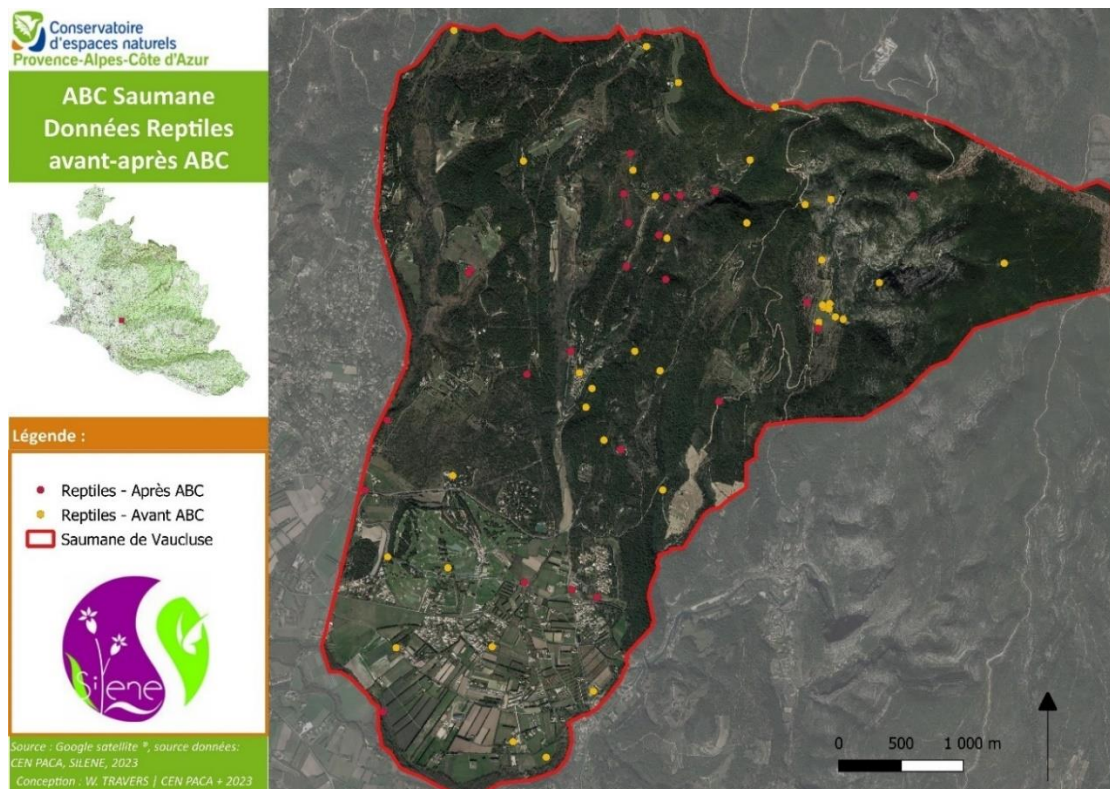 Conservatoire
d'espaces naturels
Provence-Alpes-Côte d'Azur
ABC Saumane
Données Reptiles
avant-après ABC
Légende :
Reptiles - Après ABC
Reptiles - Avant ABC
Saumane de Vaucluse
Silene
Source : Google satellite ®, source données:
CEN PACA, SILENE, 2023
Conception : W. TRAVERS | CEN PACA + 2023
0 500 1 000 m